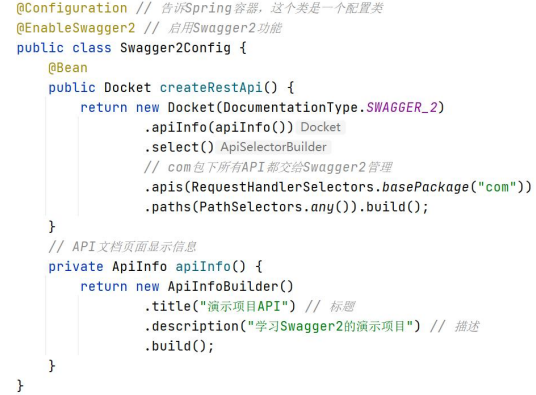 @Configuration // 告诉Spring容器，这个类是一个配置类
@EnableSwagger2 // 启用Swagger2功能
public class Swagger2Config {
    @Bean
    public Docket createRestApi() {
        return new Docket(DocumentationType.SWAGGER_2)
                .apiInfo(apiInfo()) Docket
                .select() ApiSelectorBuilder
                // com包下所有API都交给Swagger2管理
                .apis(RequestHandlerSelectors.basePackage("com"))
                .paths(PathSelectors.any()).build();
    }
    // API文档页面显示信息
    private ApiInfo apiInfo() {
        return new ApiInfoBuilder()
                .title("演示项目API") // 标题
                .description("学习Swagger2的演示项目") // 描述
                .build();
    }
}